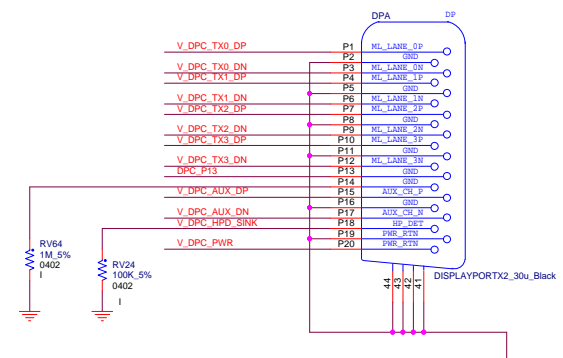 DPA DP
V_DPC_TX0_DP P1 ML_LANE_0P
P2 GND
V_DPC_TX0_DN P3 ML_LANE_0N
V_DPC_TX1_DP P4 ML_LANE_1P
P5 GND
V_DPC_TX1_DN P6 ML_LANE_1N
V_DPC_TX2_DP P7 ML_LANE_2P
P8 GND
V_DPC_TX2_DN P9 ML_LANE_2N
V_DPC_TX3_DP P10 ML_LANE_3P
P11 GND
V_DPC_TX3_DN P12 ML_LANE_3N
DPC_P13 P13 GND
P14 GND
V_DPC_AUX_DP P15 AUX_CH_P
P16 GND
V_DPC_AUX_DN P17 AUX_CH_N
V_DPC_HPD_SINK P18 HP_DET
P19 PWR_RTN
V_DPC_PWR P20 PWR_RTN
RV64
1M_5%
0402
I
RV24
100K_5%
0402
I
DISPLAYPORTX2_30u_Black
44 43 42 41